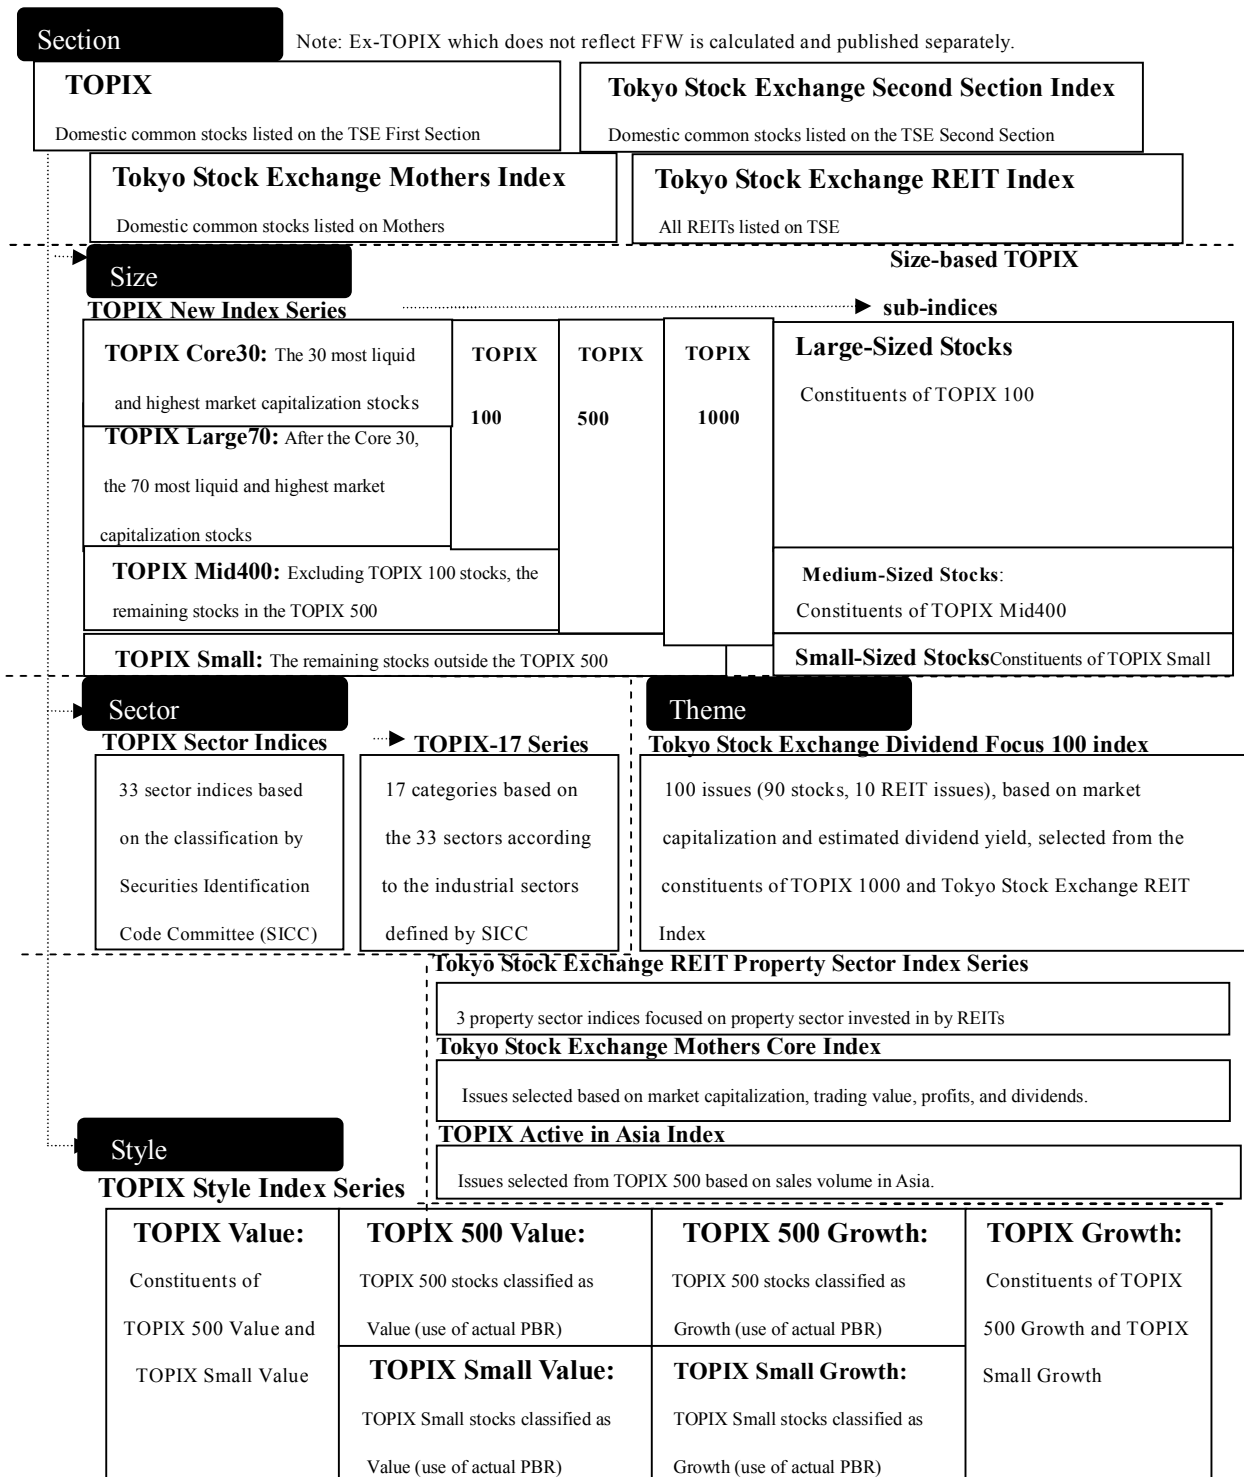 Section
Note: Ex-TOPIX which does not reflect FFW is calculated and published separately.
TOPIX
Domestic common stocks listed on the TSE First Section
Tokyo Stock Exchange Second Section Index
Domestic common stocks listed on the TSE Second Section
Tokyo Stock Exchange Mothers Index
Domestic common stocks listed on Mothers
Tokyo Stock Exchange REIT Index
All REITs listed on TSE
Size
Size-based TOPIX
sub-indices
TOPIX New Index Series
TOPIX Core30: The 30 most liquid
and highest market capitalization stocks
TOPIX Large70: After the Core 30,
the 70 most liquid and highest market
capitalization stocks
TOPIX
100
TOPIX
500
TOPIX
1000
Large-Sized Stocks
Constituents of TOPIX 100
TOPIX Mid400: Excluding TOPIX 100 stocks, the
remaining stocks in the TOPIX 500
Medium-Sized Stocks:
Constituents of TOPIX Mid400
TOPIX Small: The remaining stocks outside the TOPIX 500
Small-Sized StocksConstituents of TOPIX Small
Sector
TOPIX Sector Indices
33 sector indices based
on the classification by
Securities Identification
Code Committee (SICC)
TOPIX-17 Series
17 categories based on
the 33 sectors according
to the industrial sectors
defined by SICC
Theme
Tokyo Stock Exchange Dividend Focus 100 index
100 issues (90 stocks, 10 REIT issues), based on market
capitalization and estimated dividend yield, selected from the
constituents of TOPIX 1000 and Tokyo Stock Exchange REIT
Index
Tokyo Stock Exchange REIT Property Sector Index Series
3 property sector indices focused on property sector invested in by REITs
Tokyo Stock Exchange Mothers Core Index
Issues selected based on market capitalization, trading value, profits, and dividends.
TOPIX Active in Asia Index
Issues selected from TOPIX 500 based on sales volume in Asia.
Style
TOPIX Style Index Series
TOPIX Value:
Constituents of
TOPIX 500 Value and
TOPIX Small Value
TOPIX 500 Value:
TOPIX 500 stocks classified as
Value (use of actual PBR)
TOPIX 500 Growth:
TOPIX 500 stocks classified as
Growth (use of actual PBR)
TOPIX Growth:
Constituents of TOPIX
500 Growth and TOPIX
Small Growth
TOPIX Small Value:
TOPIX Small stocks classified as
Value (use of actual PBR)
TOPIX Small Growth:
TOPIX Small stocks classified as
Growth (use of actual PBR)